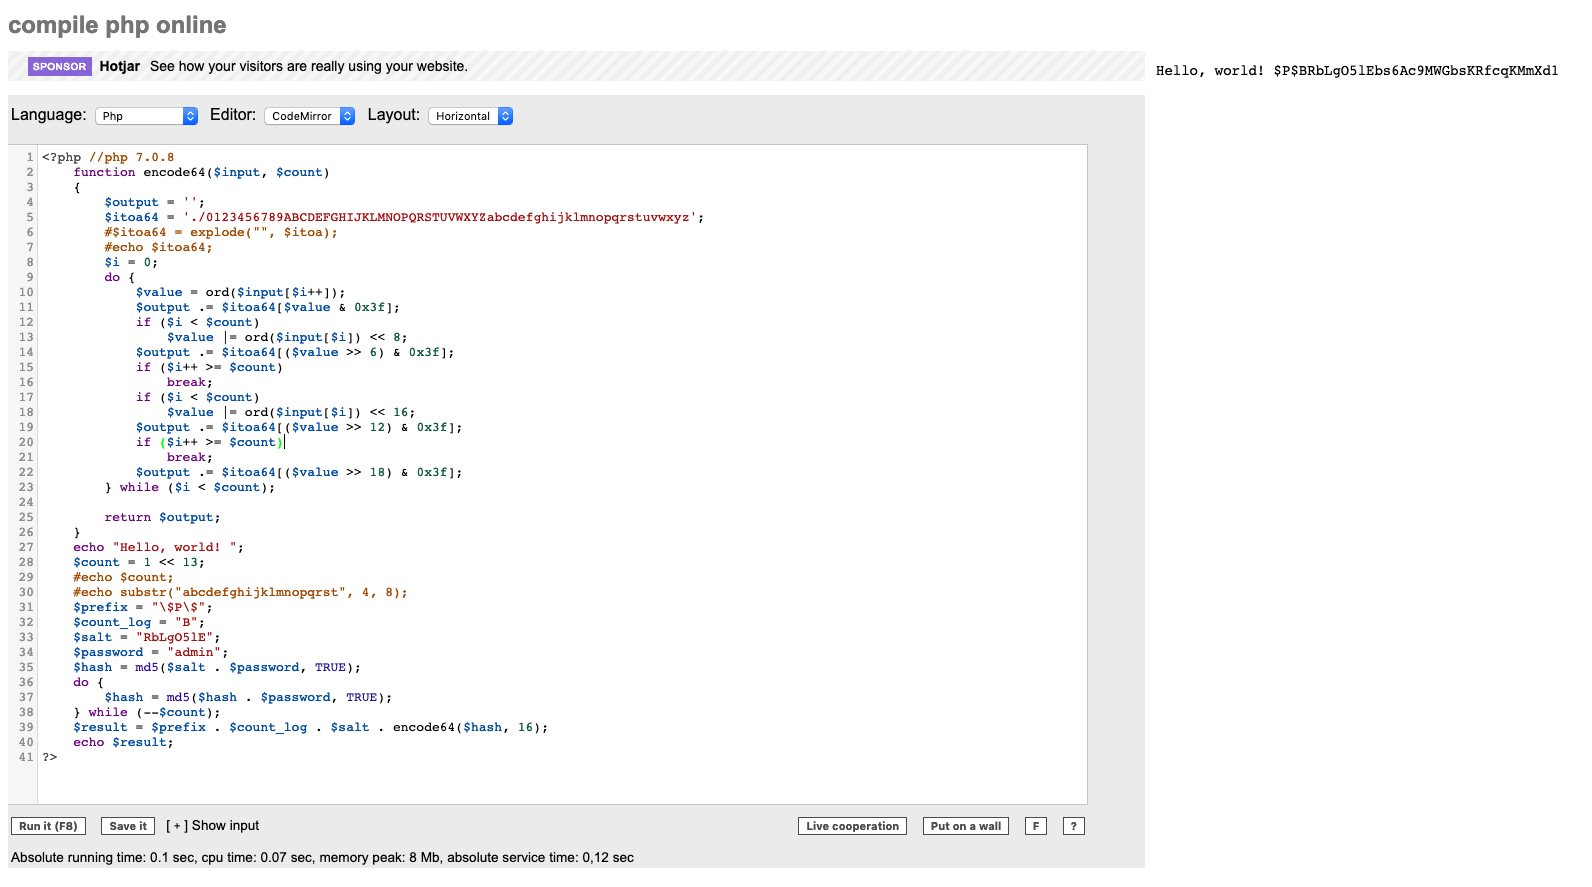 compile php online
SPONSOR Hotjar See how your visitors are really using your website.
Hello, world! $P$BRbLgO5lEbs6Ac9MWGbsKRfcqKMmXd1
Language: Php Editor: CodeMirror Layout: Horizontal
1 <?php //php 7.0.8
2     function encode64($input, $count)
3     {
4         $output = '';
5         $itoa64 = './0123456789ABCDEFGHIJKLMNOPQRSTUVWXYZabcdefghijklmnopqrstuvwxyz';
6         #$itoa64 = explode("", $itoa);
7         #echo $itoa64;
8         $i = 0;
9         do {
10             $value = ord($input[$i++]);
11             $output .= $itoa64[$value & 0x3f];
12             if ($i < $count)
13                 $value |= ord($input[$i]) << 8;
14             $output .= $itoa64[($value >> 6) & 0x3f];
15             if ($i++ >= $count)
16                 break;
17             if ($i < $count)
18                 $value |= ord($input[$i]) << 16;
19             $output .= $itoa64[($value >> 12) & 0x3f];
20             if ($i++ >= $count)
21                 break;
22             $output .= $itoa64[($value >> 18) & 0x3f];
23         } while ($i < $count);
24
25         return $output;
26     }
27     echo "Hello, world! ";
28     $count = 1 << 13;
29     #echo $count;
30     #echo substr("abcdefghijklmnopqrst", 4, 8);
31     $prefix = "\$P\$";
32     $count_log = "B";
33     $salt = "RbLgO5lE";
34     $password = "admin";
35     $hash = md5($salt . $password, TRUE);
36     do {
37         $hash = md5($hash . $password, TRUE);
38     } while (--$count);
39     $result = $prefix . $count_log . $salt . encode64($hash, 16);
40     echo $result;
41 ?>
Run it (F8) Save it [ + ] Show input Live cooperation Put on a wall F ?
Absolute running time: 0.1 sec, cpu time: 0.07 sec, memory peak: 8 Mb, absolute service time: 0,12 sec